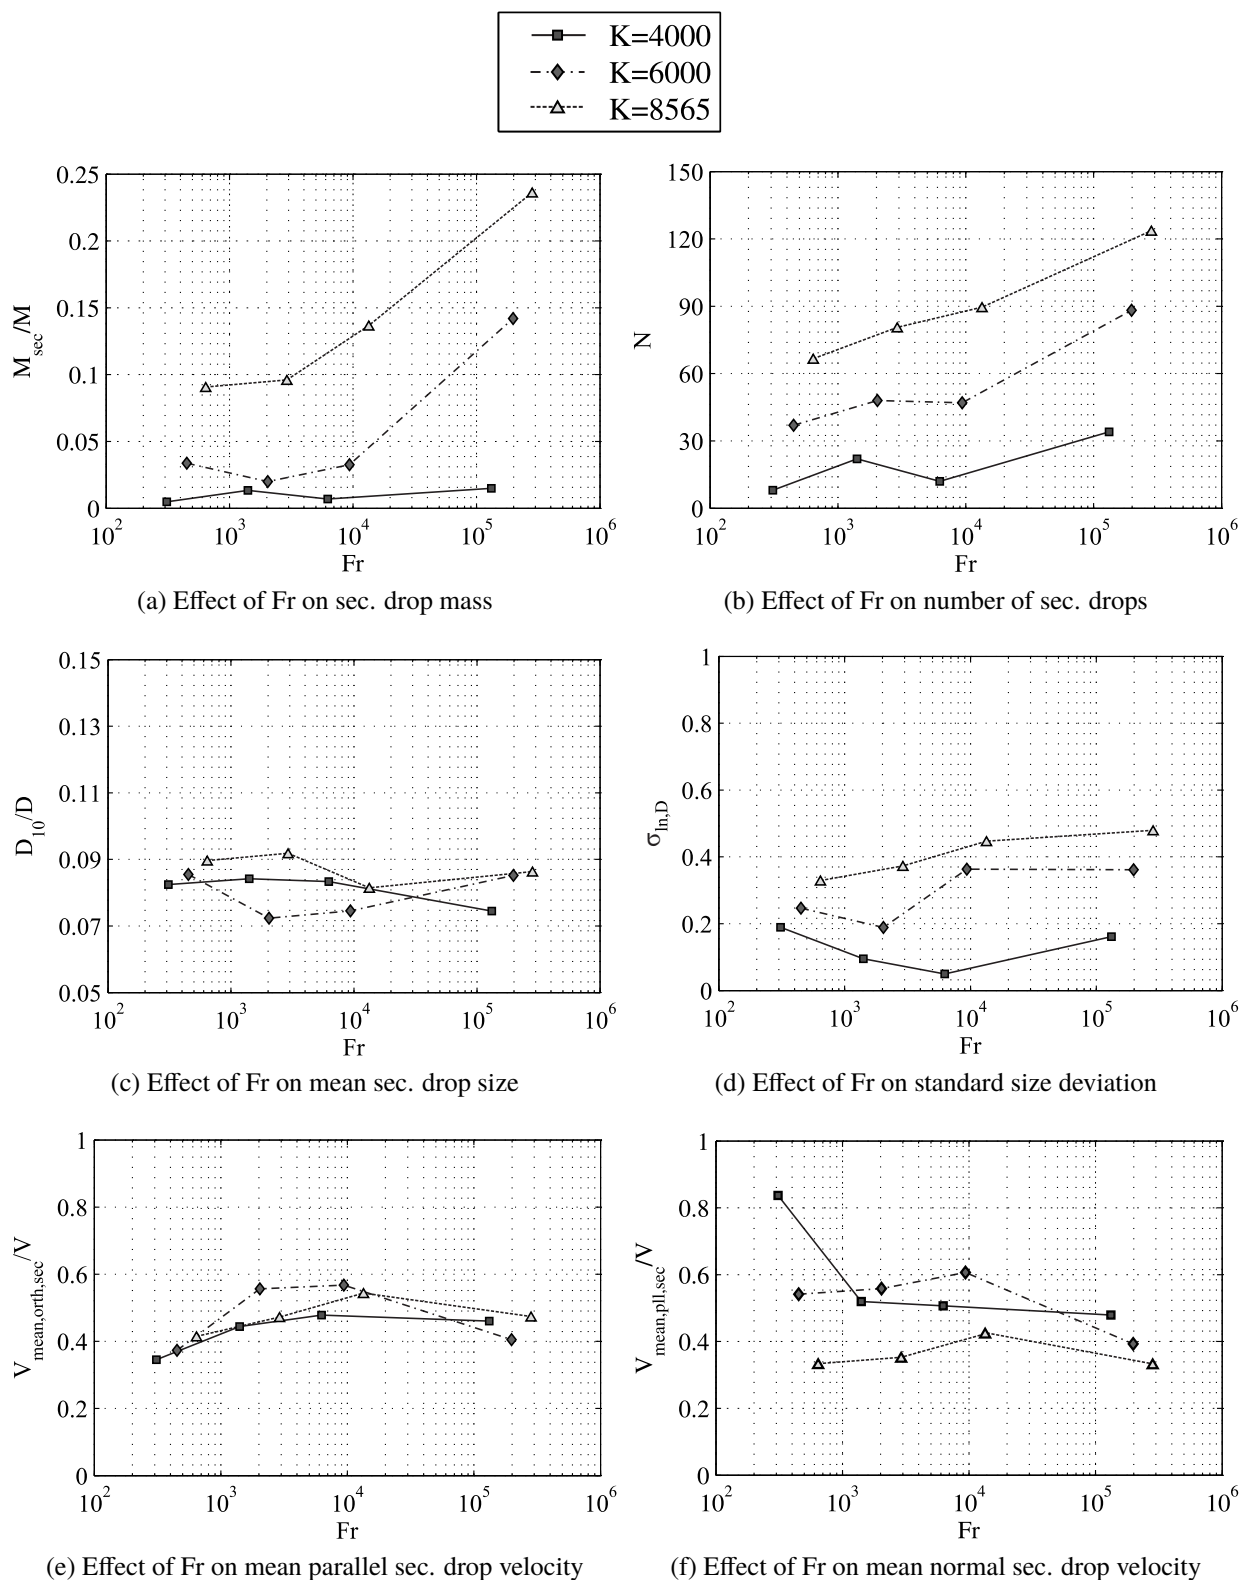 K=4000
K=6000
K=8565
0.25
0.2
0.15
0.1
0.05
0
M_sec/M
10^2 10^3 10^4 10^5 10^6
Fr
(a) Effect of Fr on sec. drop mass
150
120
90
60
30
0
N
10^2 10^3 10^4 10^5 10^6
Fr
(b) Effect of Fr on number of sec. drops
0.15
0.13
0.11
0.09
0.07
0.05
D_10/D
10^2 10^3 10^4 10^5 10^6
Fr
(c) Effect of Fr on mean sec. drop size
1
0.8
0.6
0.4
0.2
0
σ_ln,D
10^2 10^3 10^4 10^5 10^6
Fr
(d) Effect of Fr on standard size deviation
1
0.8
0.6
0.4
0.2
0
V_mean,orth,sec/V
10^2 10^3 10^4 10^5 10^6
Fr
(e) Effect of Fr on mean parallel sec. drop velocity
1
0.8
0.6
0.4
0.2
0
V_mean,pll,sec/V
10^2 10^3 10^4 10^5 10^6
Fr
(f) Effect of Fr on mean normal sec. drop velocity